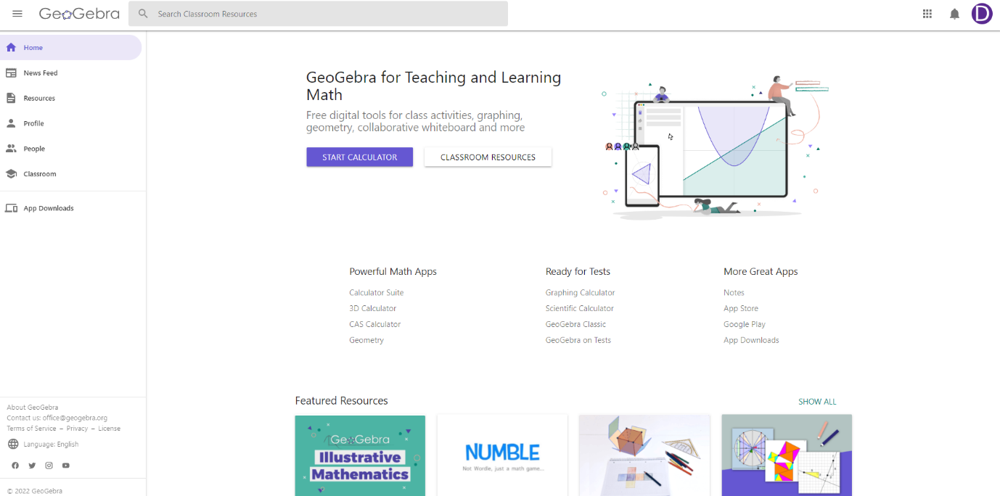 GeoGebra
Search Classroom Resources
D
Home
News Feed
Resources
Profile
People
Classroom
App Downloads
About GeoGebra
Contact us: office@geogebra.org
Terms of Service – Privacy – License
Language: English
© 2022 GeoGebra
GeoGebra for Teaching and Learning
Math
Free digital tools for class activities, graphing,
geometry, collaborative whiteboard and more
START CALCULATOR
CLASSROOM RESOURCES
Powerful Math Apps
Calculator Suite
3D Calculator
CAS Calculator
Geometry
Ready for Tests
Graphing Calculator
Scientific Calculator
GeoGebra Classic
GeoGebra on Tests
More Great Apps
Notes
App Store
Google Play
App Downloads
Featured Resources
SHOW ALL
GeoGebra
Illustrative
Mathematics
NUMBLE
Not Wordle, just a math game...